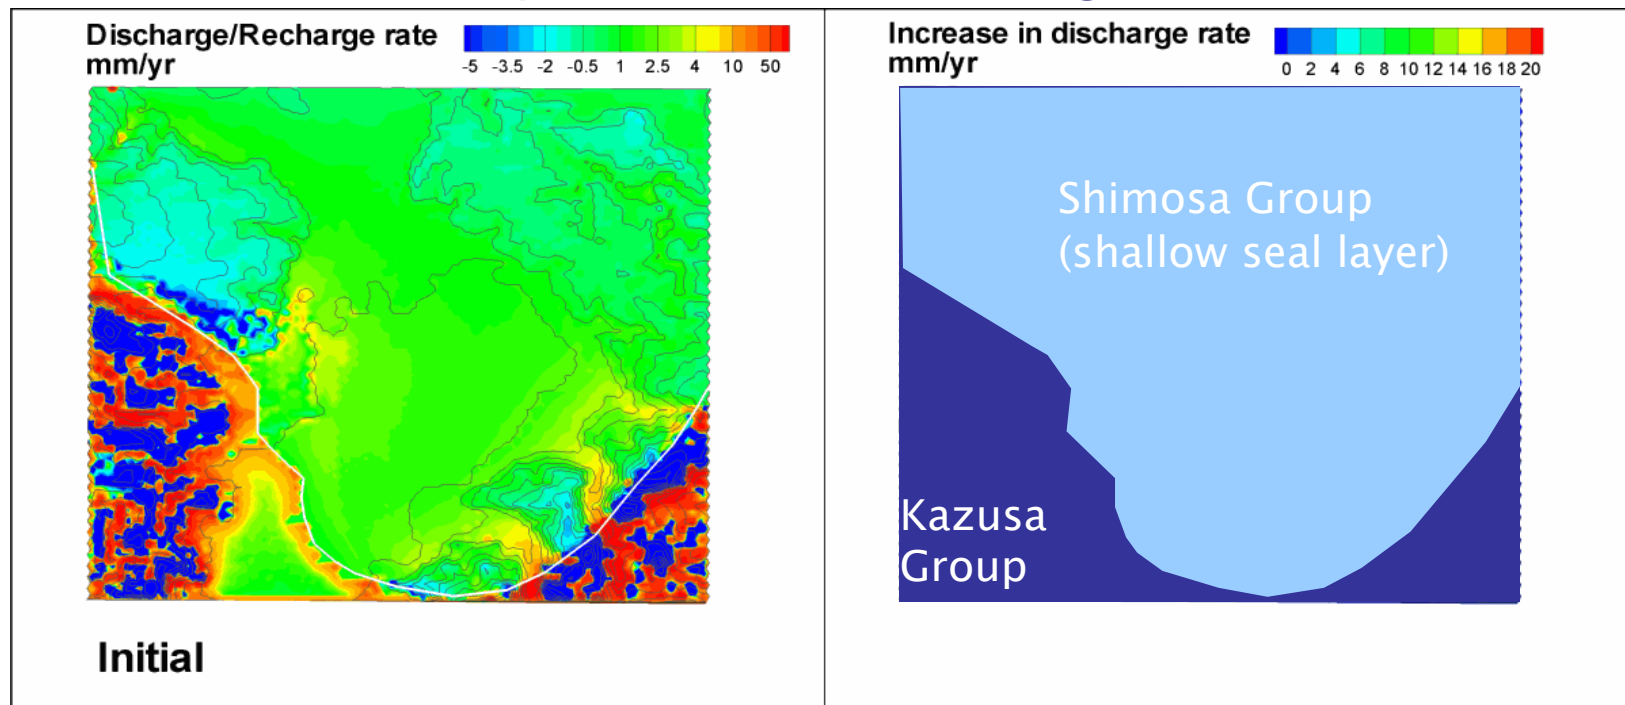 Discharge/Recharge rate
mm/yr
-5 -3.5 -2 -0.5 1 2.5 4 10 50
Initial
Increase in discharge rate
mm/yr
0 2 4 6 8 10 12 14 16 18 20
Shimosa Group
(shallow seal layer)
Kazusa
Group